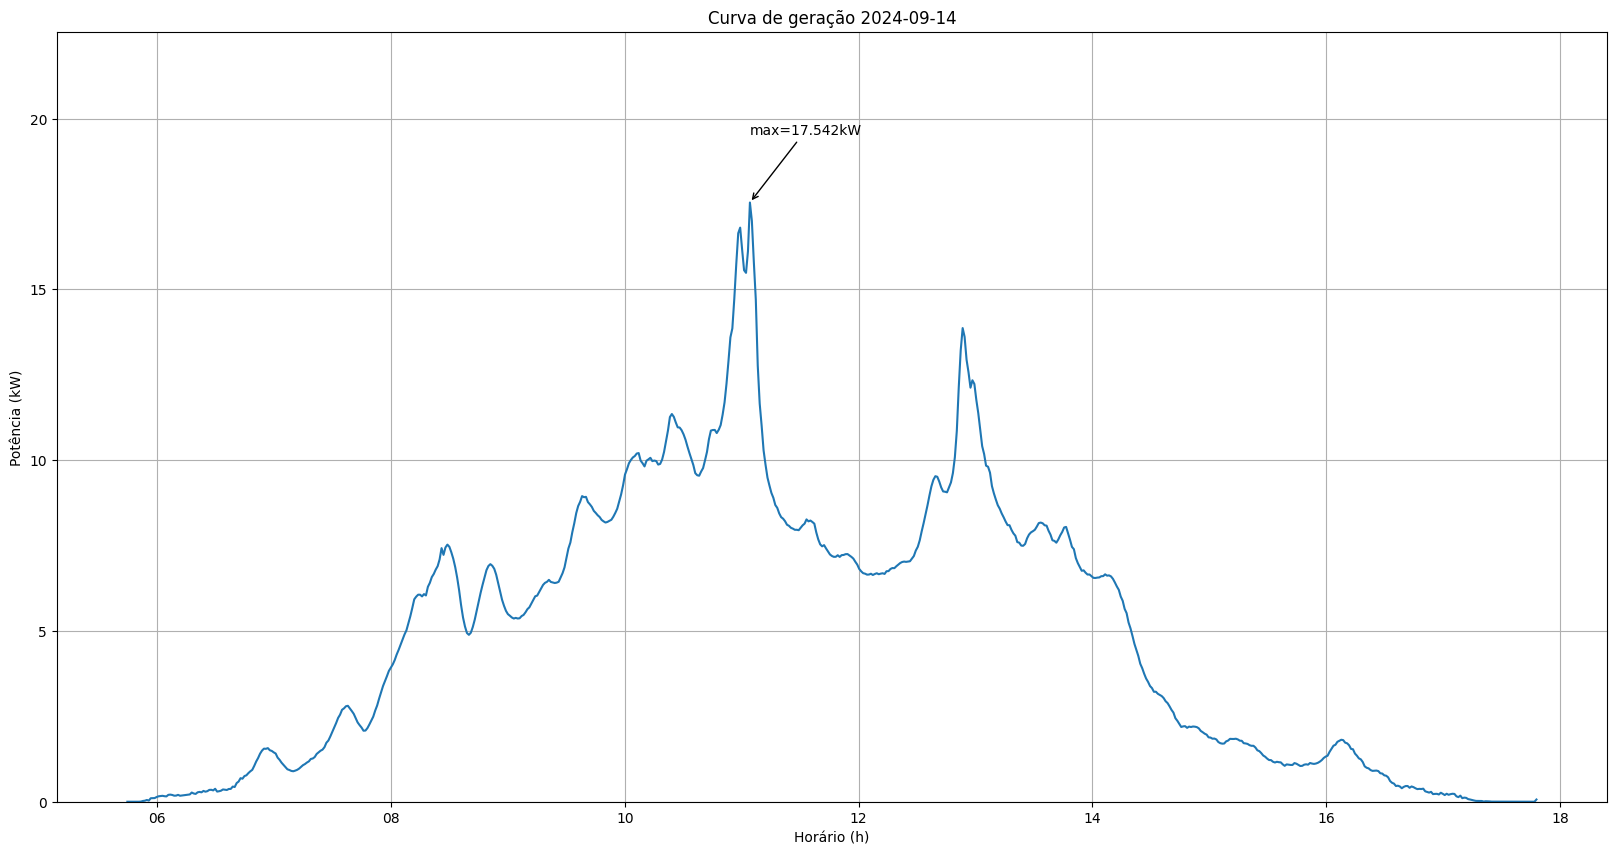 Curva de geração 2024-09-14
20
max=17.542kW
15
10
5
0
Potência (kW)
06 08 10 12 14 16 18
Horário (h)